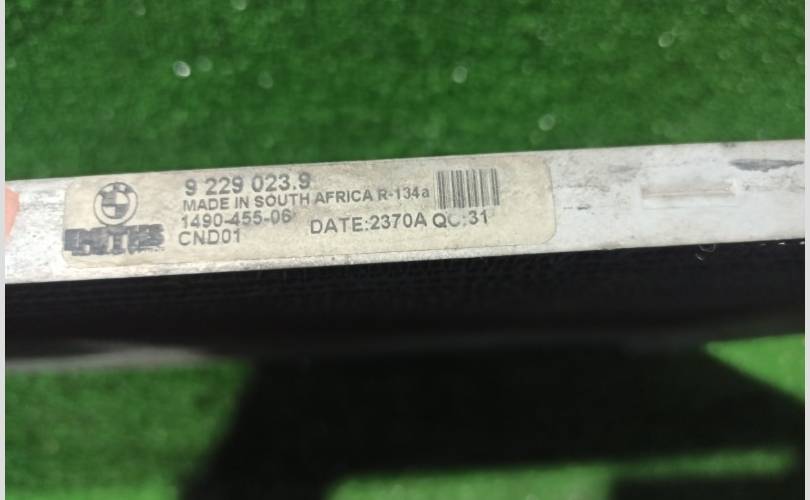 9 229 023.9
MADE IN SOUTH AFRICA R-134a
1490-455-06
DATE:2370A QC:31
CND01